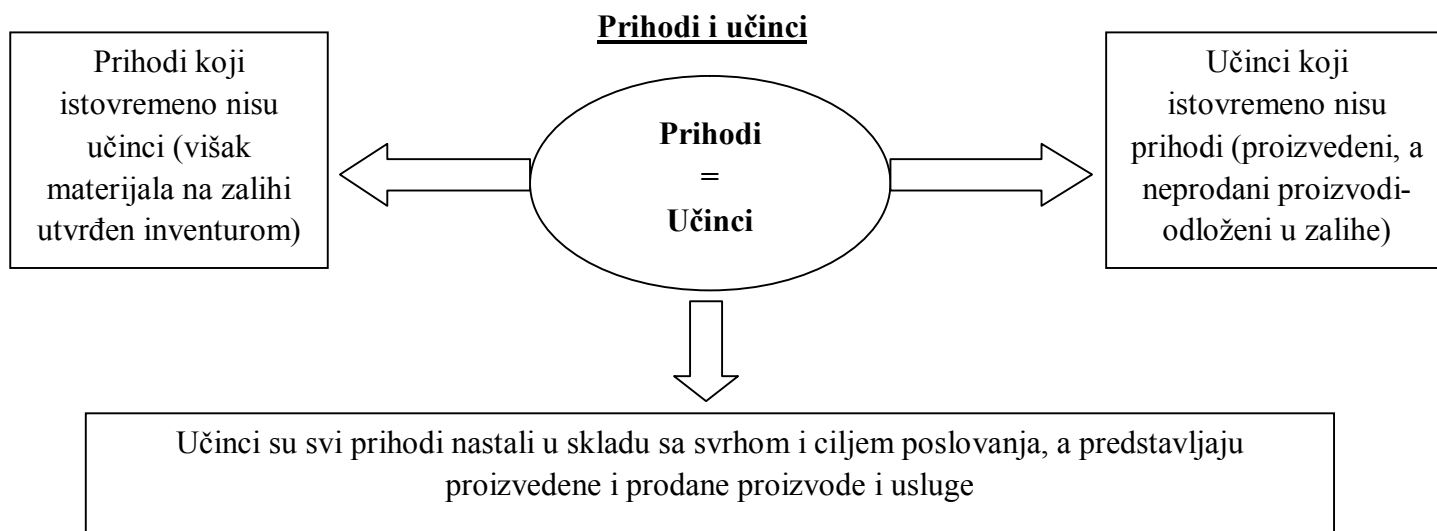 Prihodi i učinci
Prihodi koji
istovremeno nisu
učinci (višak
materijala na zalihi
utvrđen inventurom)
Prihodi
=
Učinci
Učinci koji
istovremeno nisu
prihodi (proizvedeni, a
neprodani proizvodi-
odloženi u zalihe)
Učinci su svi prihodi nastali u skladu sa svrhom i ciljem poslovanja, a predstavljaju
proizvedene i prodane proizvode i usluge